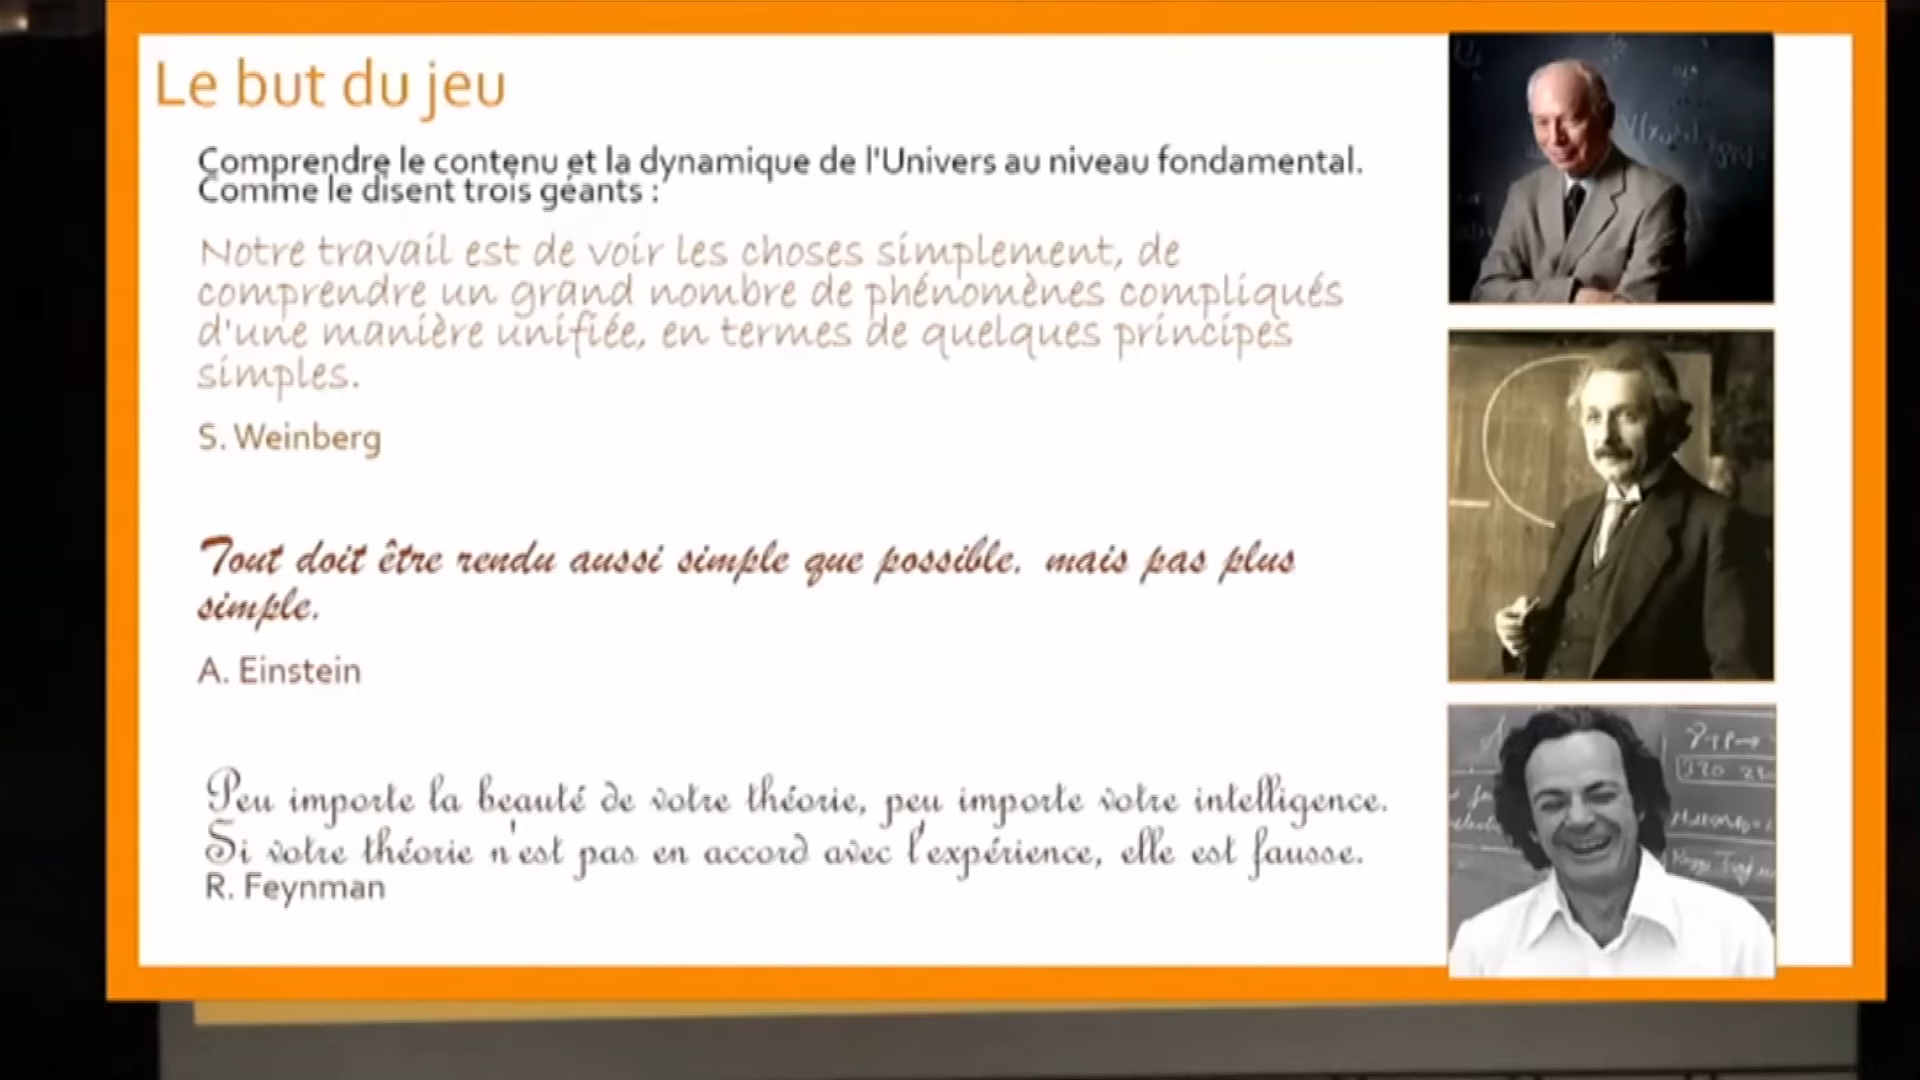 Le but du jeu
Comprendre le contenu et la dynamique de l'Univers au niveau fondamental.
Comme le disent trois géants :
Notre travail est de voir les choses simplement, de
comprendre un grand nombre de phénomènes compliqués
d'une manière unifiée, en termes de quelques principes
simples.
S. Weinberg
Tout doit être rendu aussi simple que possible, mais pas plus
simple.
A. Einstein
Peu importe la beauté de votre théorie, peu importe votre intelligence.
Si votre théorie n'est pas en accord avec l'expérience, elle est fausse.
R. Feynman